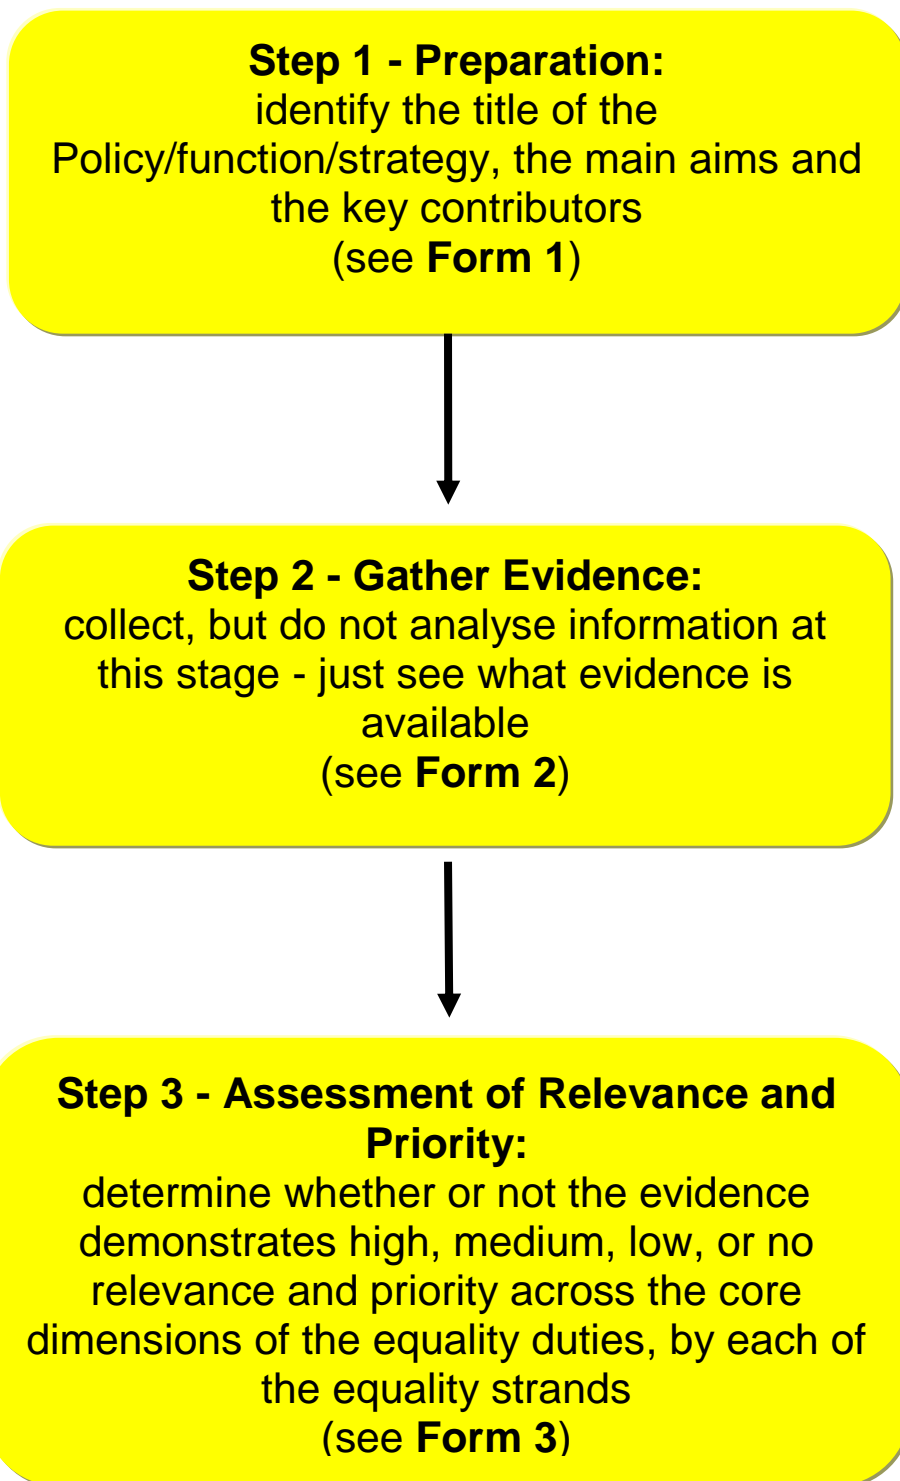 Step 1 - Preparation:
identify the title of the
Policy/function/strategy, the main aims and
the key contributors
(see Form 1)
Step 2 - Gather Evidence:
collect, but do not analyse information at
this stage - just see what evidence is
available
(see Form 2)
Step 3 - Assessment of Relevance and
Priority:
determine whether or not the evidence
demonstrates high, medium, low, or no
relevance and priority across the core
dimensions of the equality duties, by each of
the equality strands
(see Form 3)